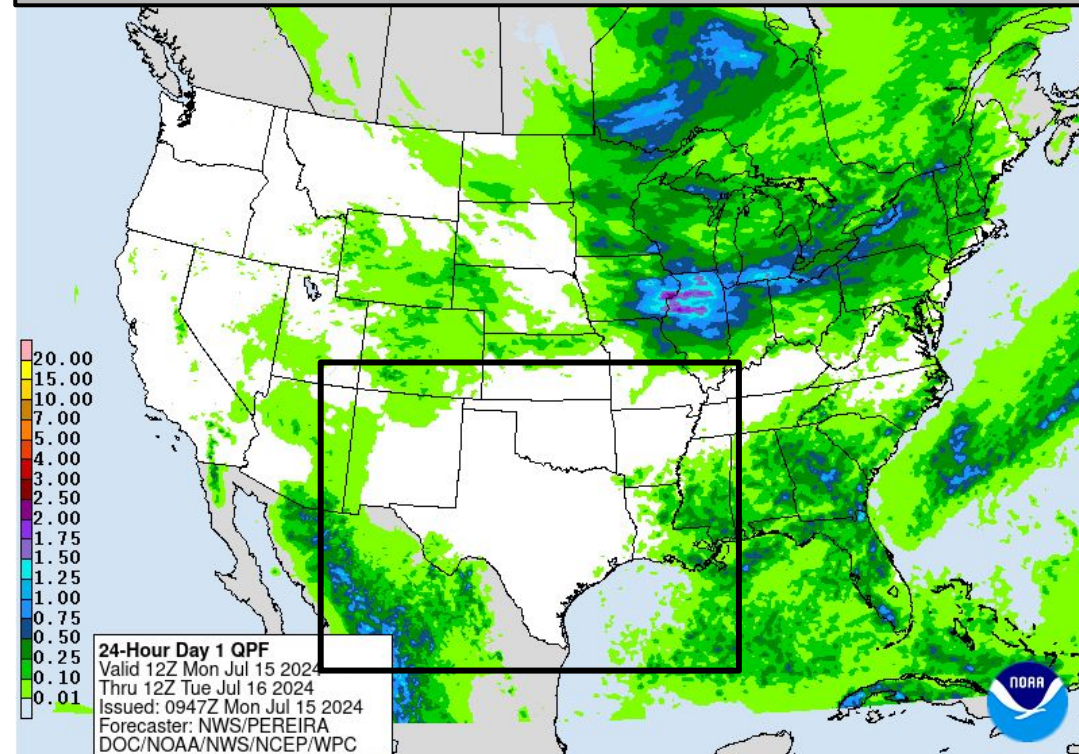 20.00
15.00
10.00
7.00
5.00
4.00
3.00
2.50
2.00
1.75
1.50
1.25
1.00
0.75
0.50
0.25
0.10
0.01
24-Hour Day 1 QPF
Valid 12Z Mon Jul 15 2024
Thru 12Z Tue Jul 16 2024
Issued: 0947Z Mon Jul 15 2024
Forecaster: NWS/PEREIRA
DOC/NOAA/NWS/NCEP/WPC
NOAA